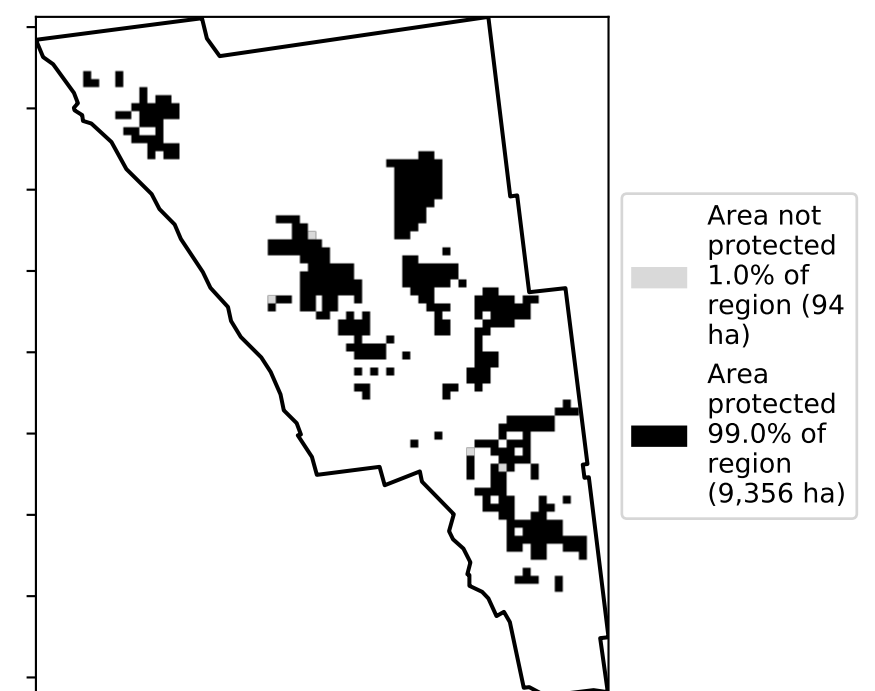 Area not
protected
1.0% of
region (94
ha)
Area
protected
99.0% of
region
(9,356 ha)